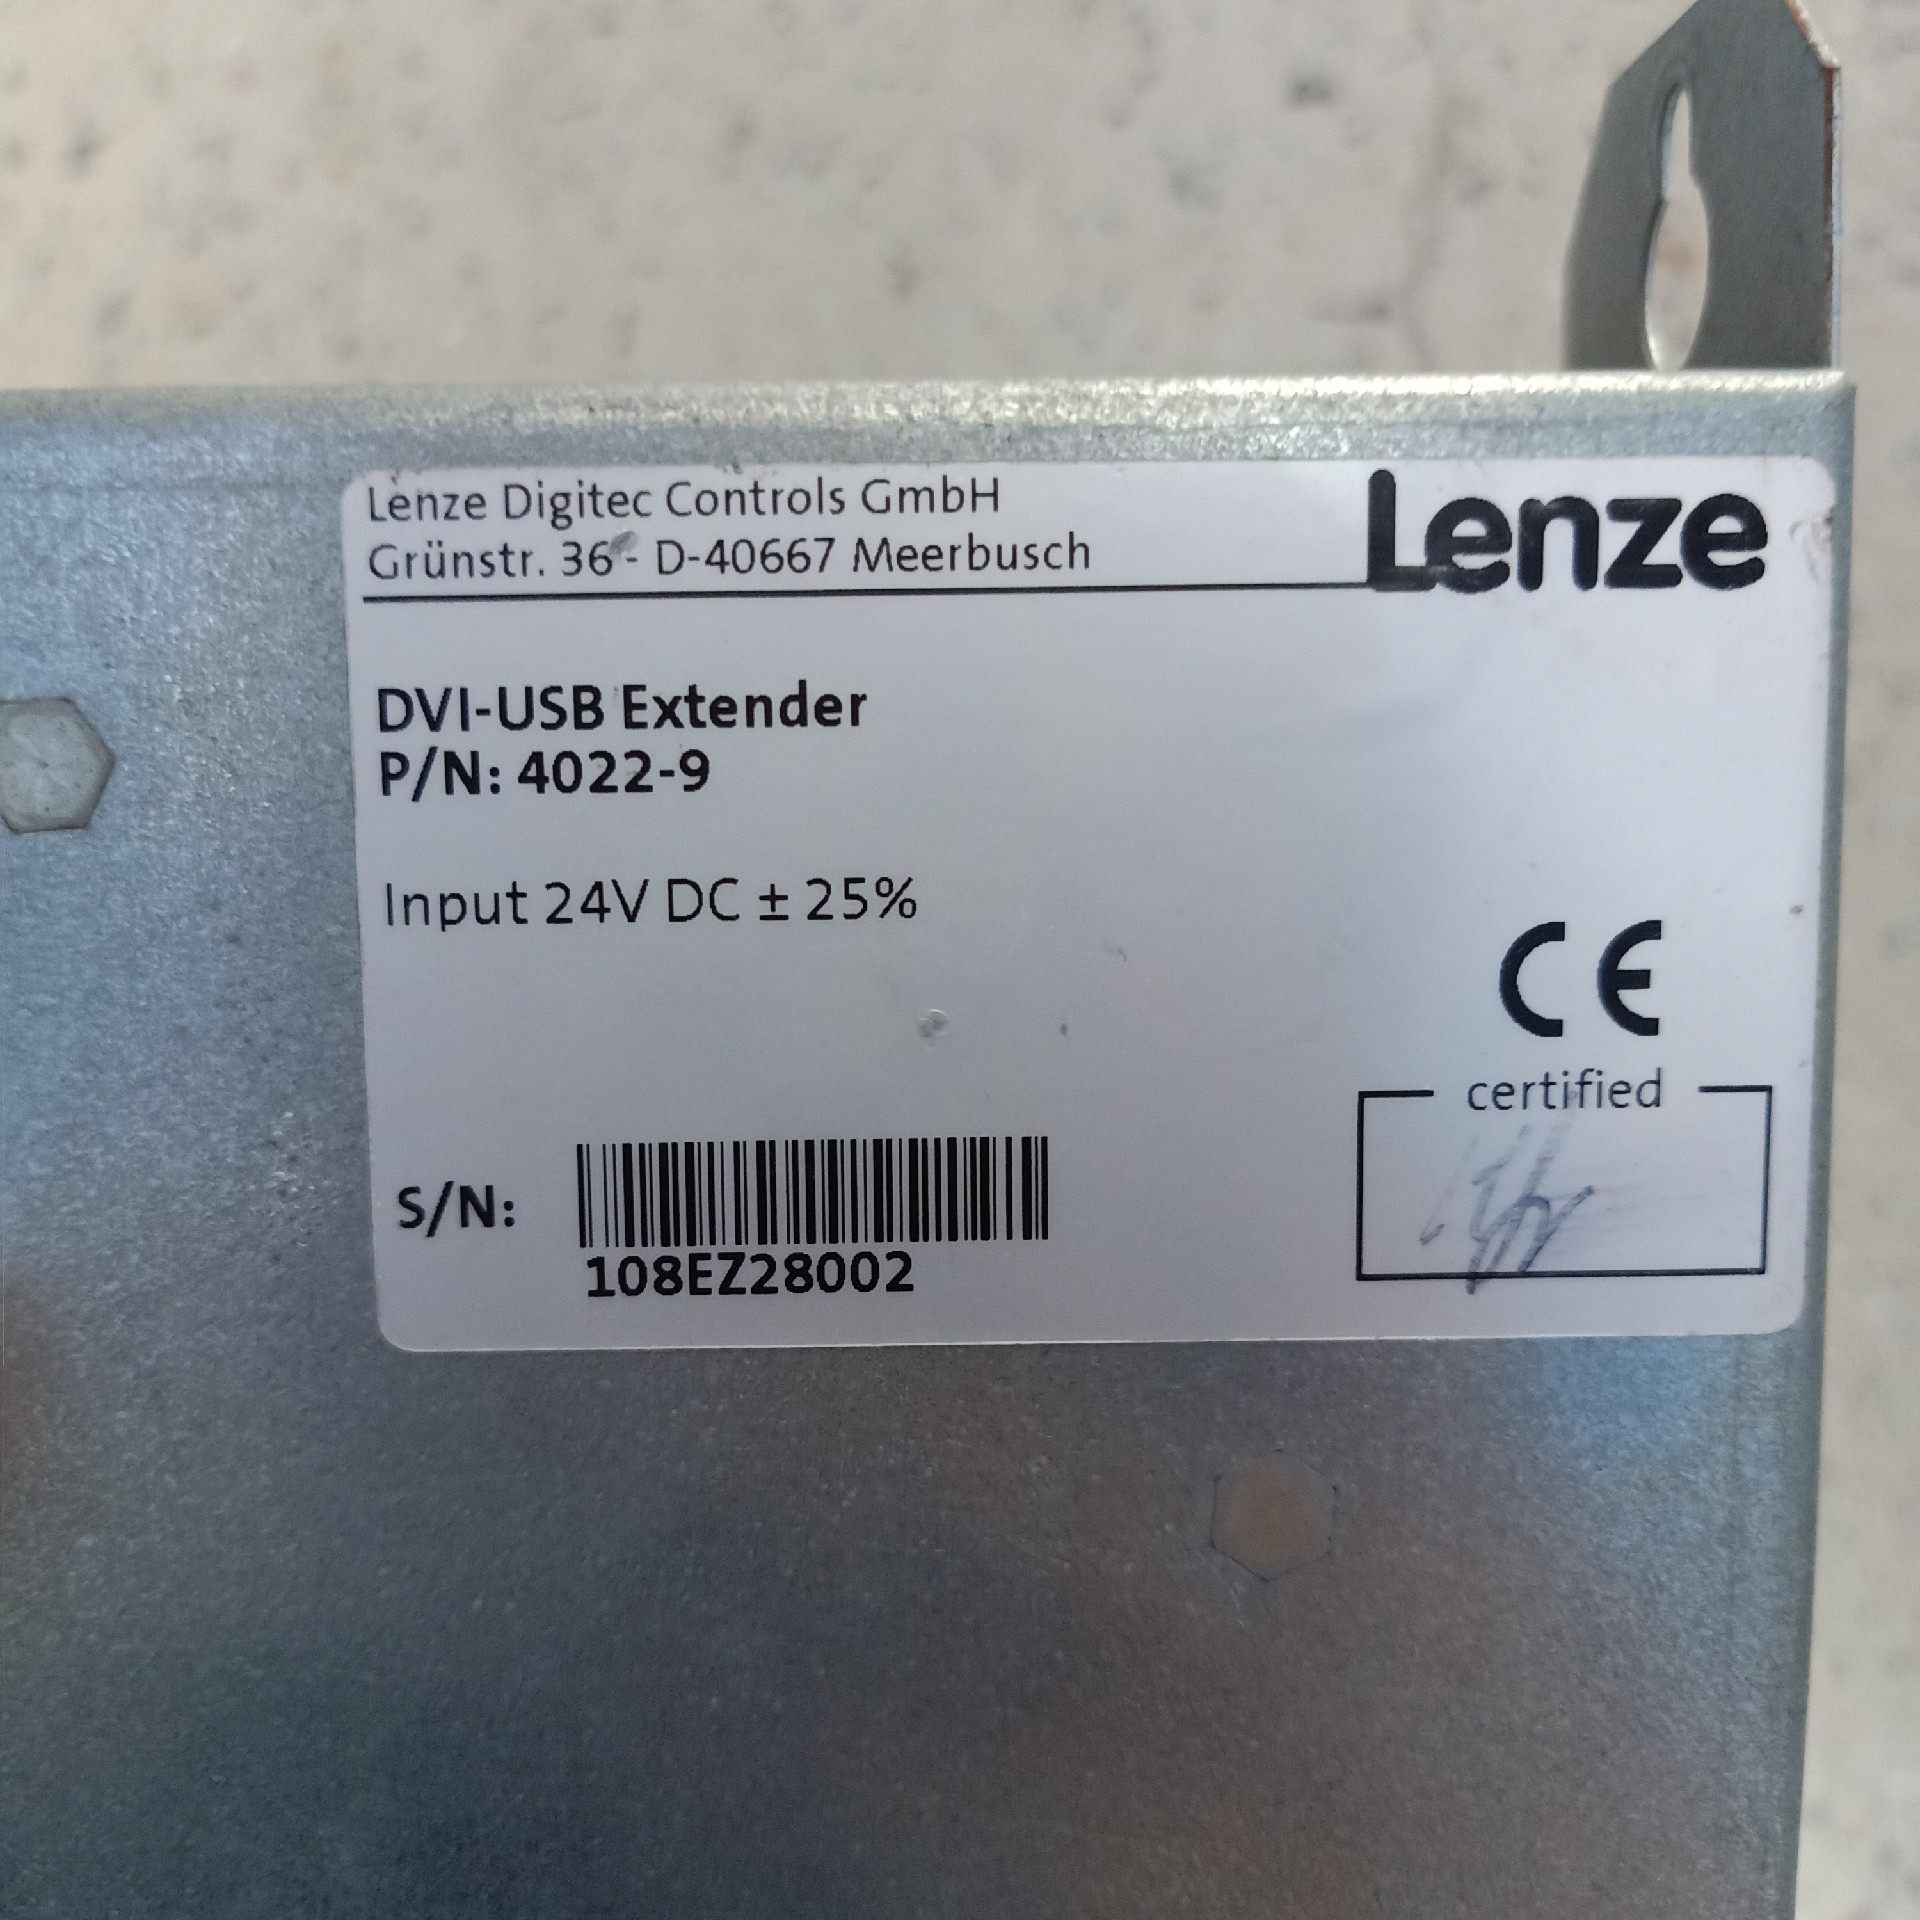 Lenze Digitec Controls GmbH
Grünstr. 36 - D-40667 Meerbusch
Lenze
DVI-USB Extender
P/N: 4022-9
Input 24V DC ± 25%
CE
certified
S/N:
108EZ28002